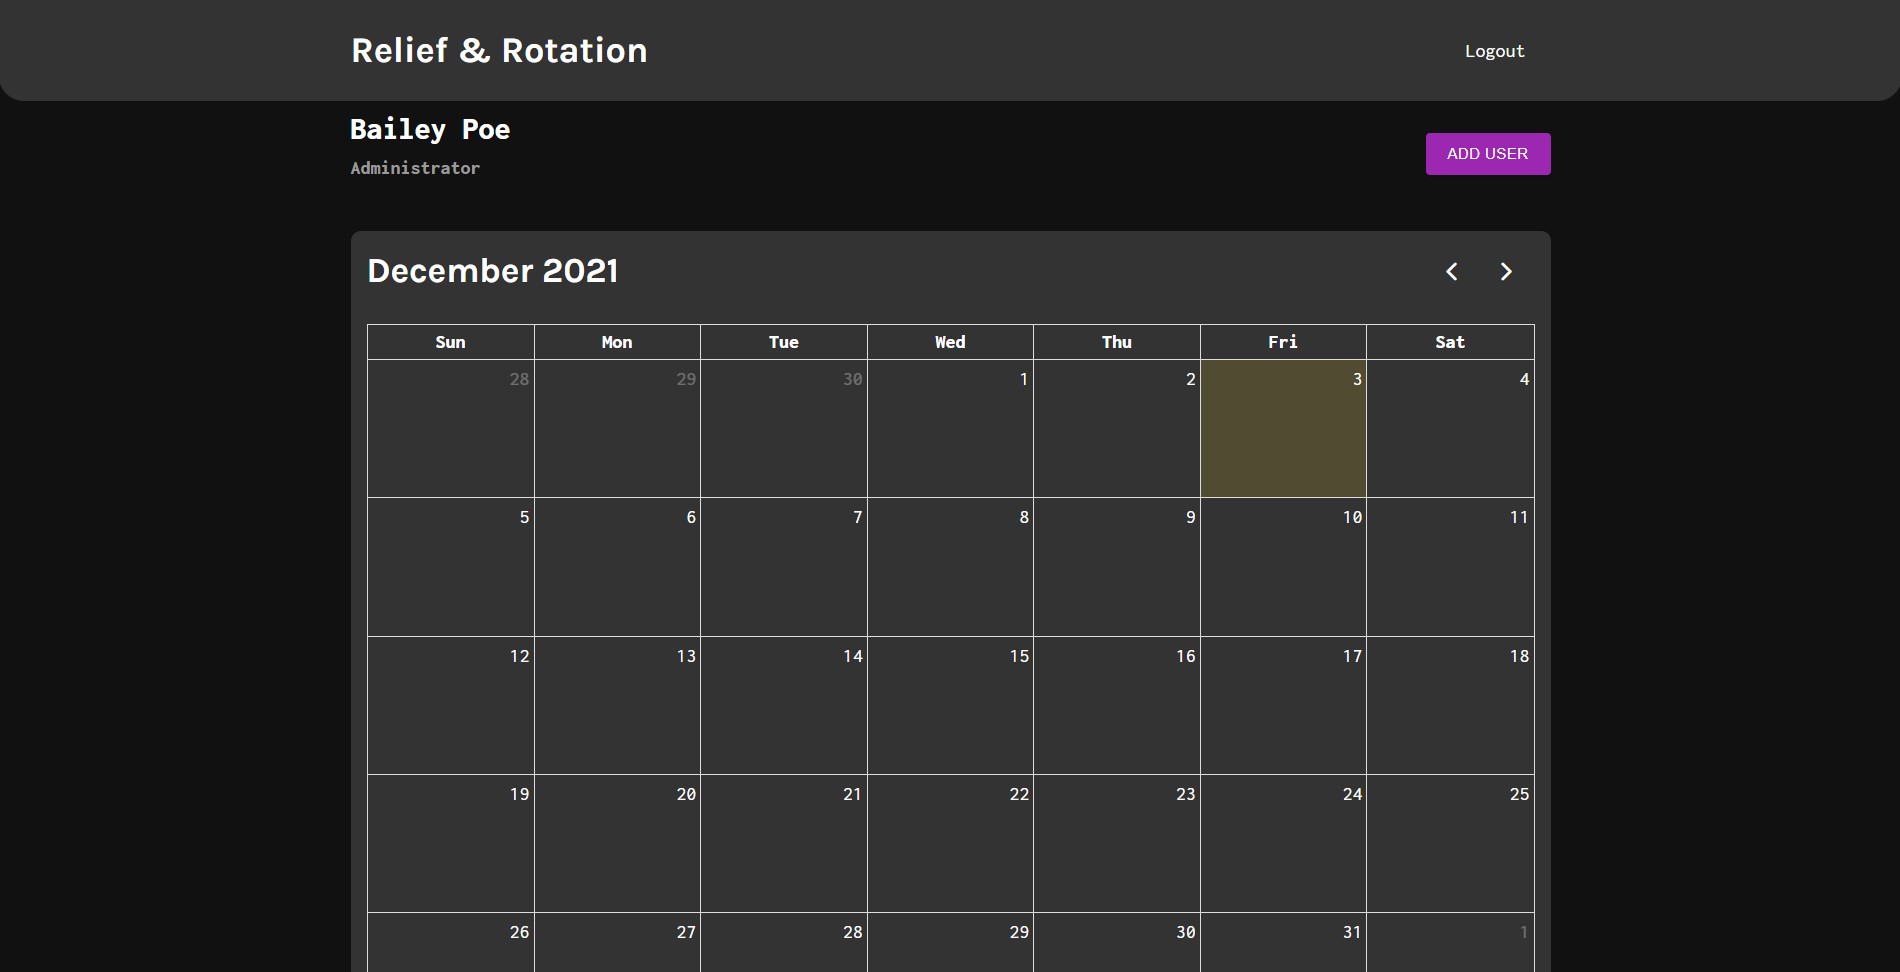 Relief & Rotation
Logout
Bailey Poe
Administrator
ADD USER
December 2021
Sun Mon Tue Wed Thu Fri Sat
28 29 30 1 2 3 4
5 6 7 8 9 10 11
12 13 14 15 16 17 18
19 20 21 22 23 24 25
26 27 28 29 30 31 1